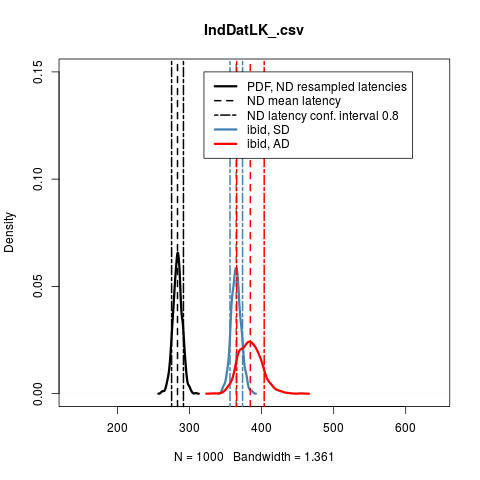 IndDatLK_.csv
PDF, ND resampled latencies
ND mean latency
ND latency conf. interval 0.8
ibid, SD
ibid, AD
Density
0.15
0.10
0.05
0.00
200 300 400 500 600
N = 1000 Bandwidth = 1.361